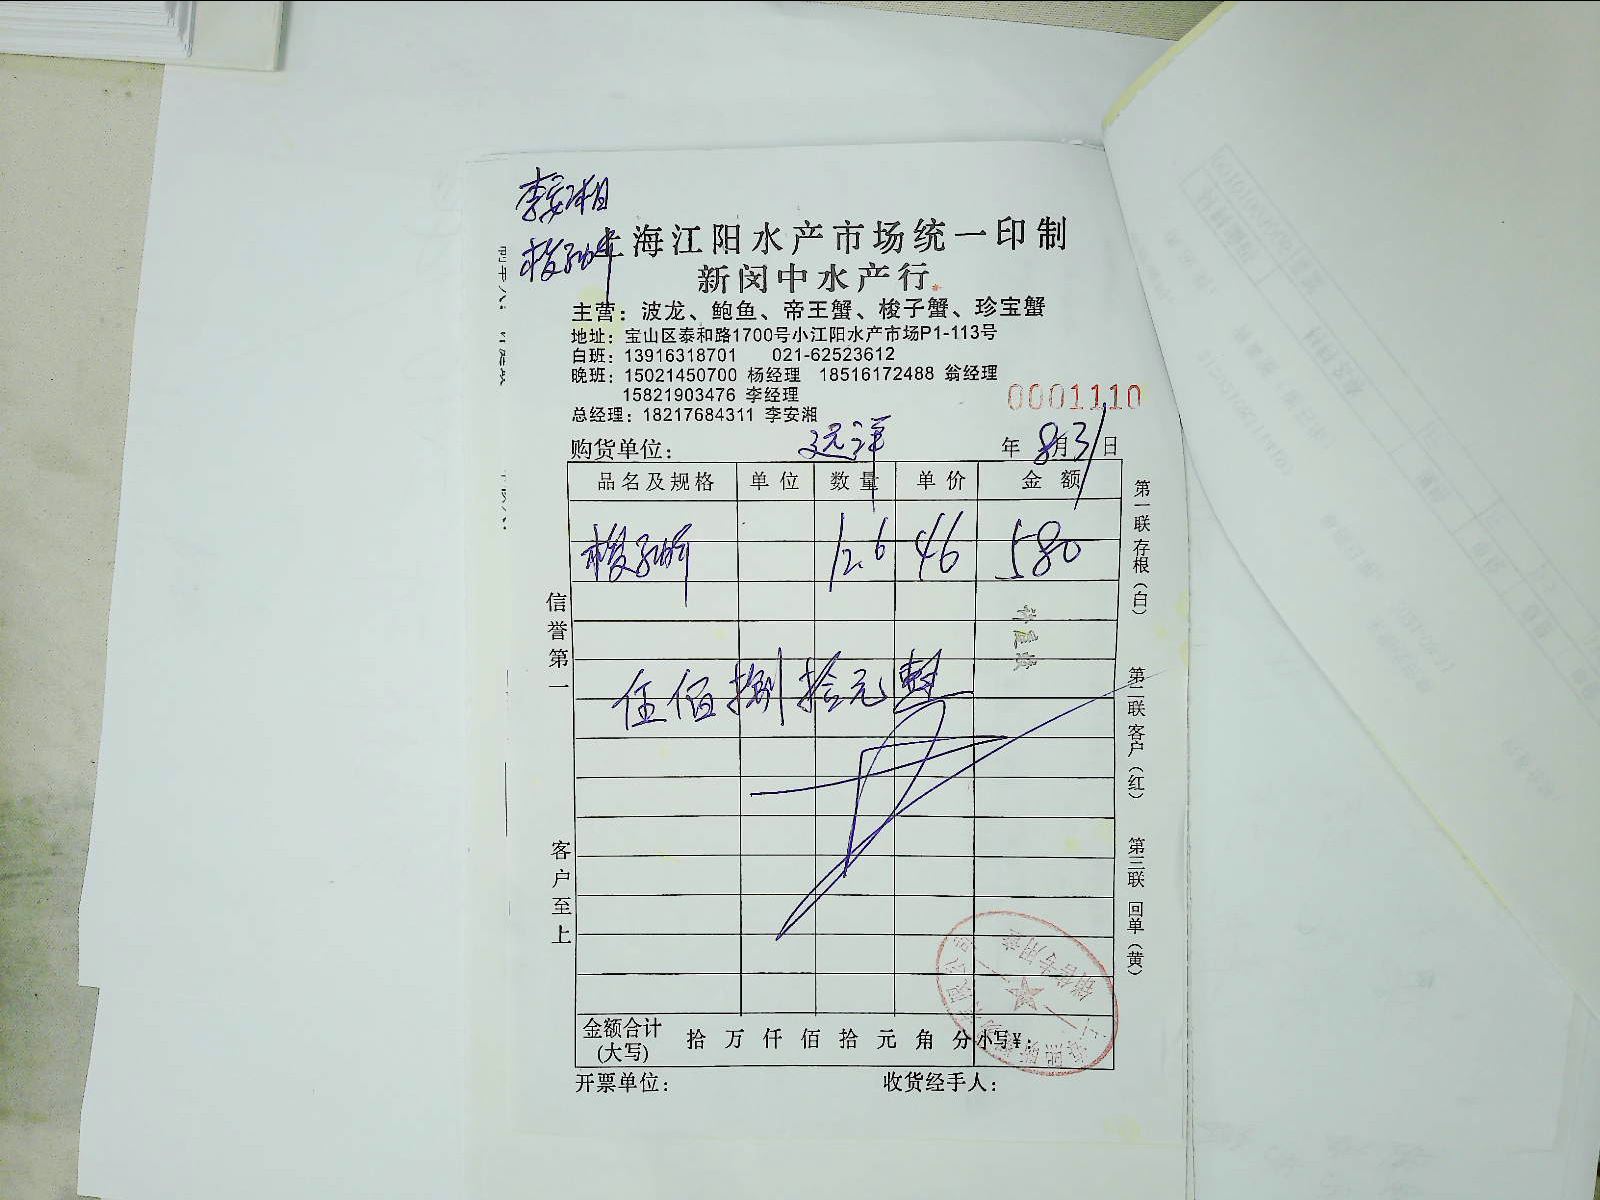 李安湘
梭子蟹
上海江阳水产市场统一印制
新闵中水产行
主营：波龙、鲍鱼、帝王蟹、梭子蟹、珍宝蟹
地址：宝山区泰和路1700号小江阳水产市场P1-113号
白班：13916318701 021-62523612
晚班：15021450700 杨经理 18516172488 翁经理
15821903476 李经理
0001110
总经理：18217684311 李安湘
购货单位： 远洋 年 8月31日
品名及规格 单位 数量 单价 金额
梭子蟹 12.6 46 580
伍佰捌拾元整
信誉第一
客户至上
第一联 存根（白）
第二联 客户（红）
第三联 回单（黄）
销售专用章
金额合计(大写) 拾 万 仟 佰 拾 元 角 分 小写¥：
开票单位： 收货经手人：